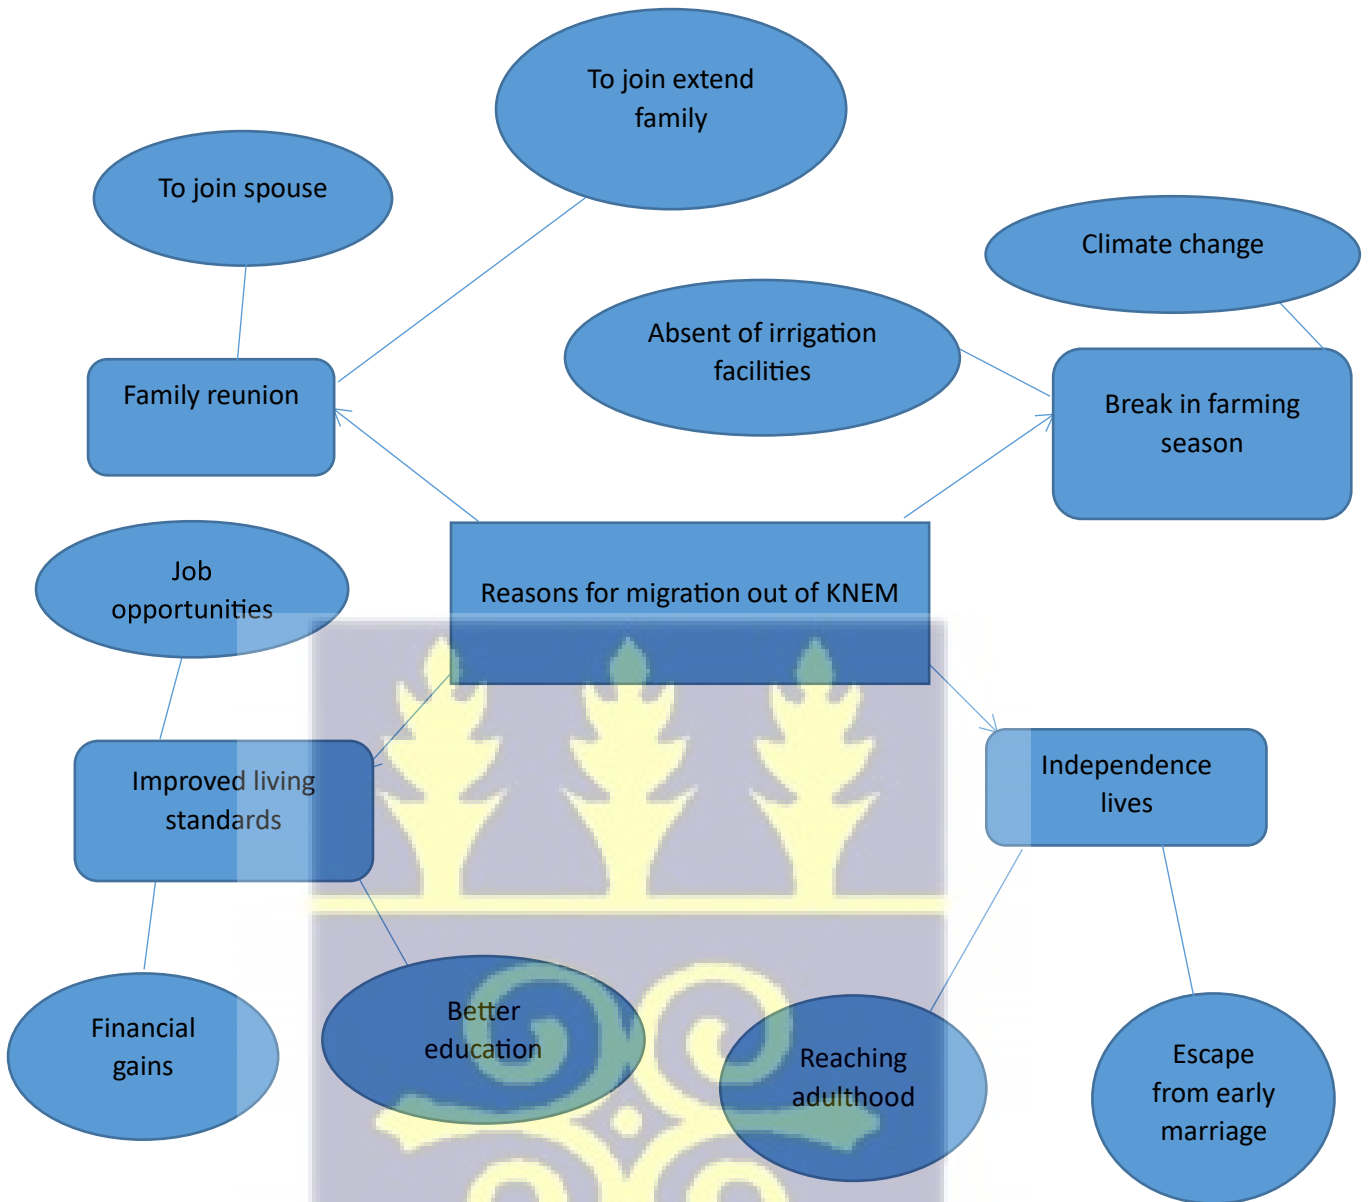 To join extend
family
To join spouse
Climate change
Absent of irrigation
facilities
Family reunion
Break in farming
season
Job
opportunities
Reasons for migration out of KNEM
Improved living
standards
Independence
lives
Financial
gains
Better
education
Reaching
adulthood
Escape
from early
marriage